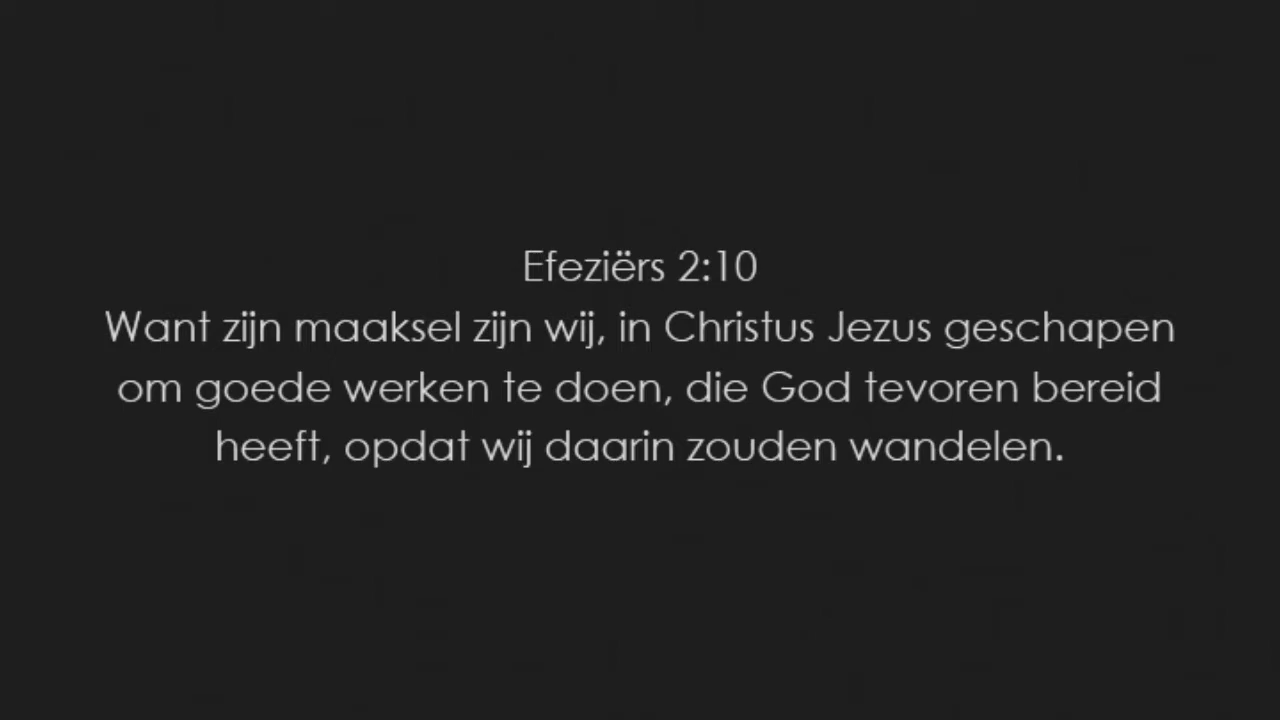 Efeziërs 2:10
Want zijn maaksel zijn wij, in Christus Jezus geschapen
om goede werken te doen, die God tevoren bereid
heeft, opdat wij daarin zouden wandelen.